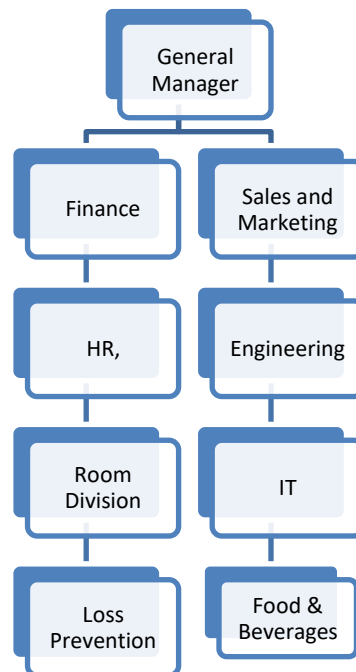 General
Manager
Finance
Sales and
Marketing
HR,
Engineering
Room
Division
IT
Loss
Prevention
Food &
Beverages